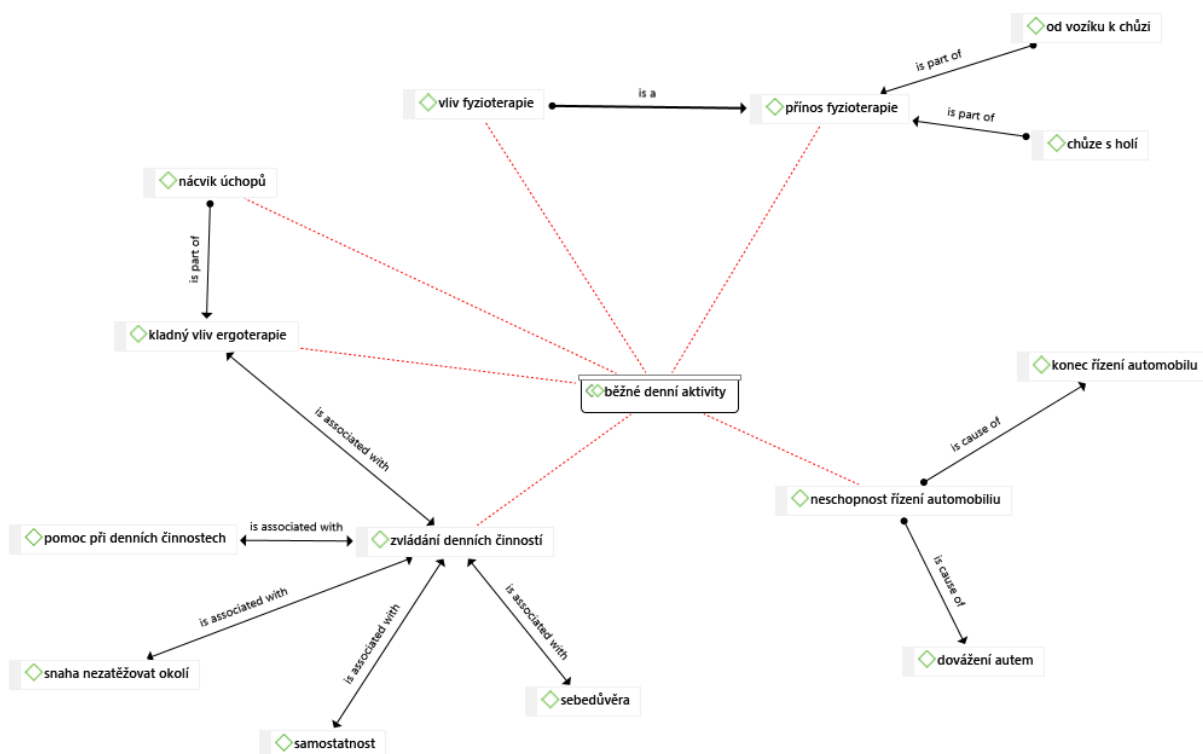 od vozíku k chůzi
is part of
vliv fyzioterapie
is a
přínos fyzioterapie
is part of
chůze s holí
nácvik úchopů
is part of
kladný vliv ergoterapie
běžné denní aktivity
konec řízení automobilu
is cause of
is associated with
neschopnost řízení automobiliu
pomoc při denních činnostech
is associated with
zvládání denních činností
is cause of
is associated with
is associated with
is associated with
snaha nezatěžovat okolí
dovážení autem
sebedůvěra
samostatnost